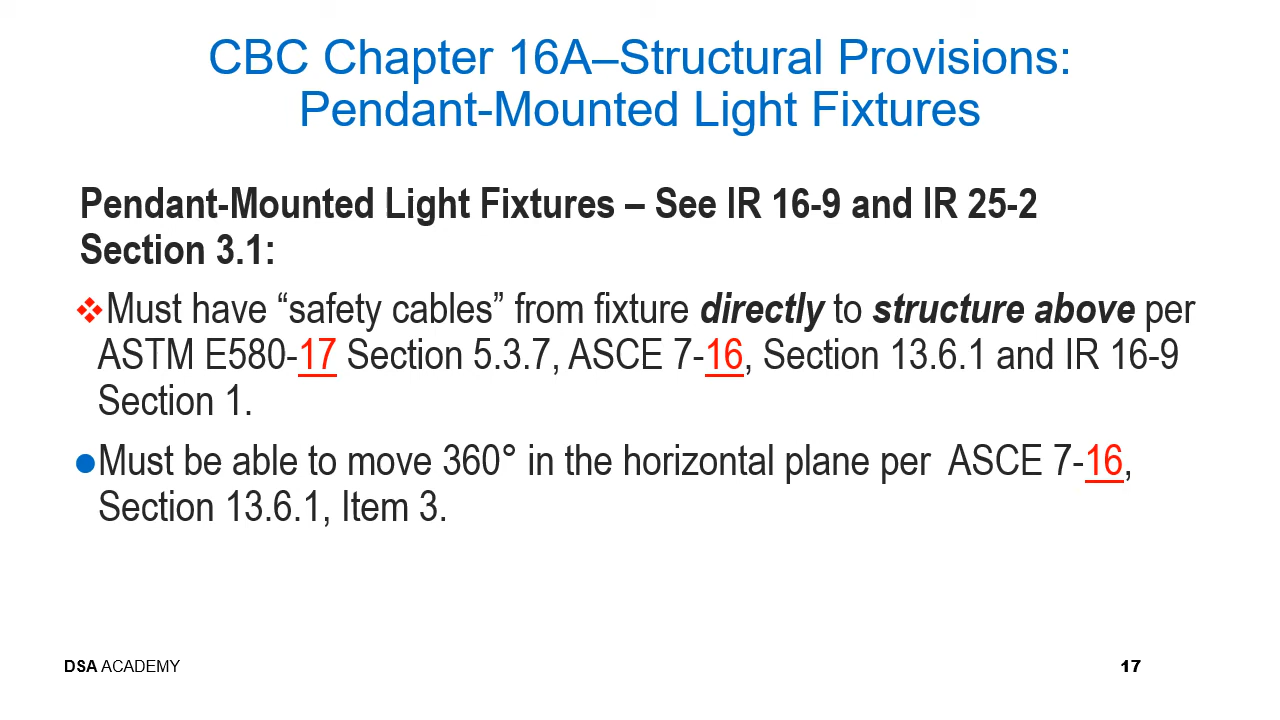 CBC Chapter 16A–Structural Provisions:
Pendant-Mounted Light Fixtures
Pendant-Mounted Light Fixtures – See IR 16-9 and IR 25-2
Section 3.1:
❖Must have “safety cables” from fixture directly to structure above per
ASTM E580-17 Section 5.3.7, ASCE 7-16, Section 13.6.1 and IR 16-9
Section 1.
●Must be able to move 360° in the horizontal plane per ASCE 7-16,
Section 13.6.1, Item 3.
DSA ACADEMY
17